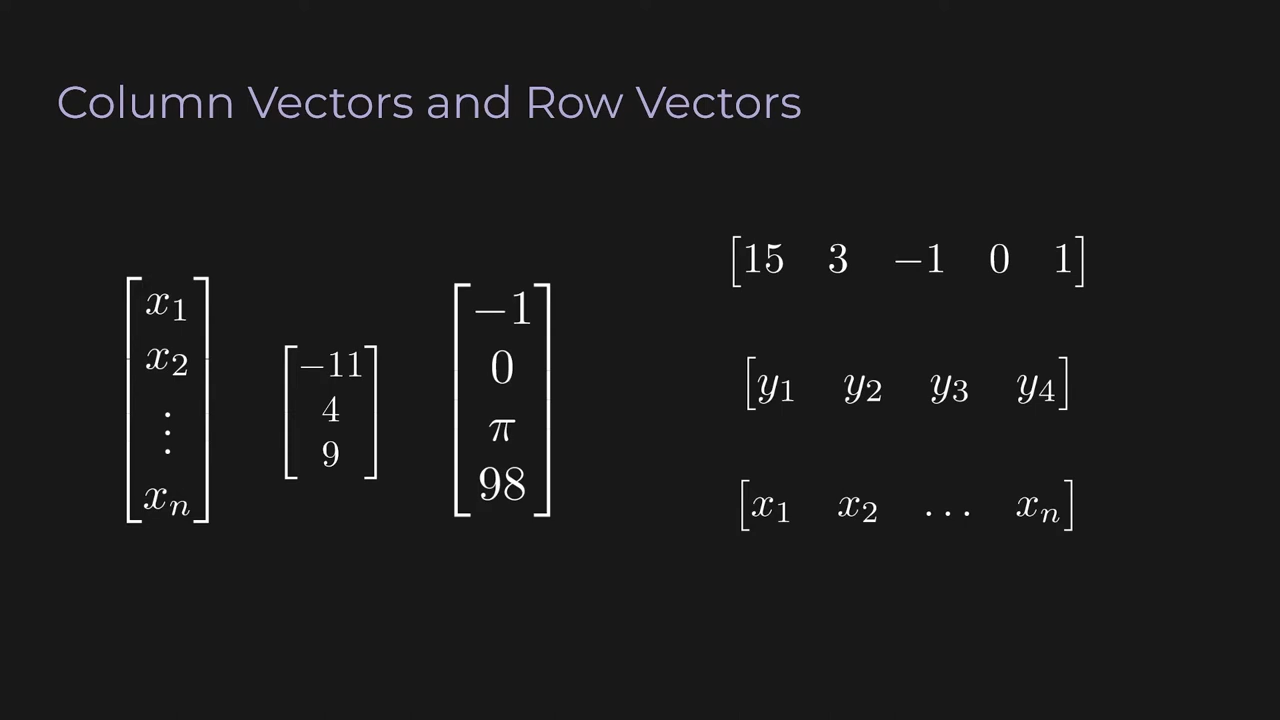 Column Vectors and Row Vectors
x₁
x₂
⋮
xₙ
−11
4
9
−1
0
π
98
[15 3 −1 0 1]
[y₁ y₂ y₃ y₄]
[x₁ x₂ … xₙ]